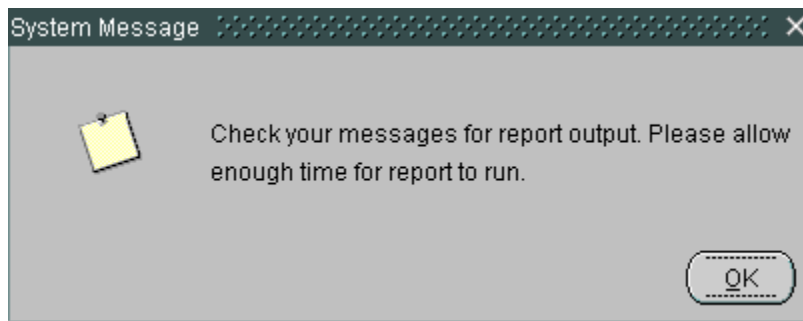 System Message
Check your messages for report output. Please allow
enough time for report to run.
OK